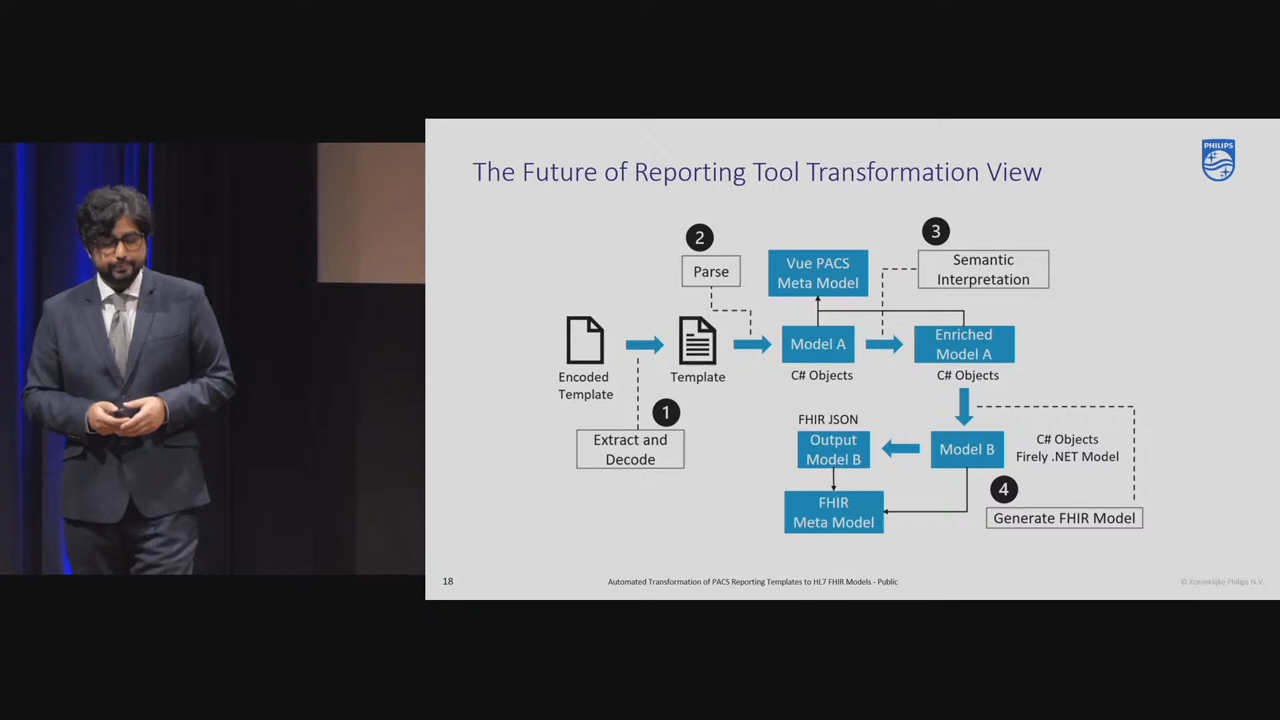 The Future of Reporting Tool Transformation View
PHILIPS
2
Parse
Vue PACS
Meta Model
3
Semantic
Interpretation
Encoded
Template
Template
Model A
C# Objects
Enriched
Model A
C# Objects
1
Extract and
Decode
FHIR JSON
Output
Model B
Model B
C# Objects
Firely .NET Model
FHIR
Meta Model
4
Generate FHIR Model
18
Automated Transformation of PACS Reporting Templates to HL7 FHIR Models - Public
© Koninklijke Philips N.V.